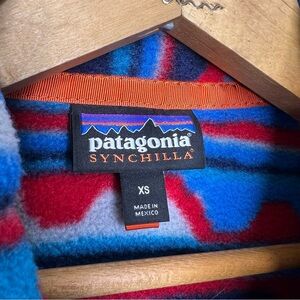 patagonia
SYNCHILLA
XS
MADE IN
MEXICO